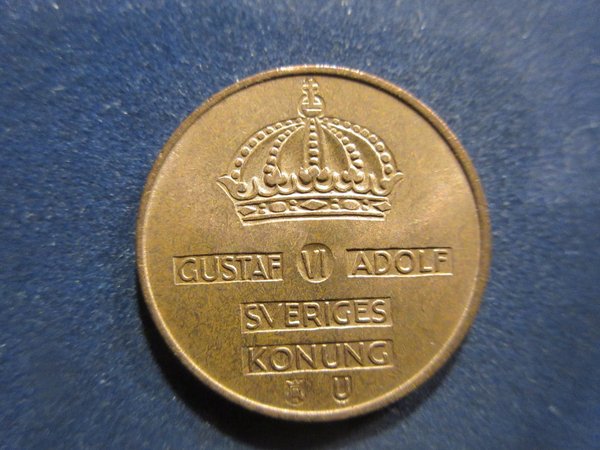 GUSTAF VI ADOLF
SVERIGES
KONUNG
U